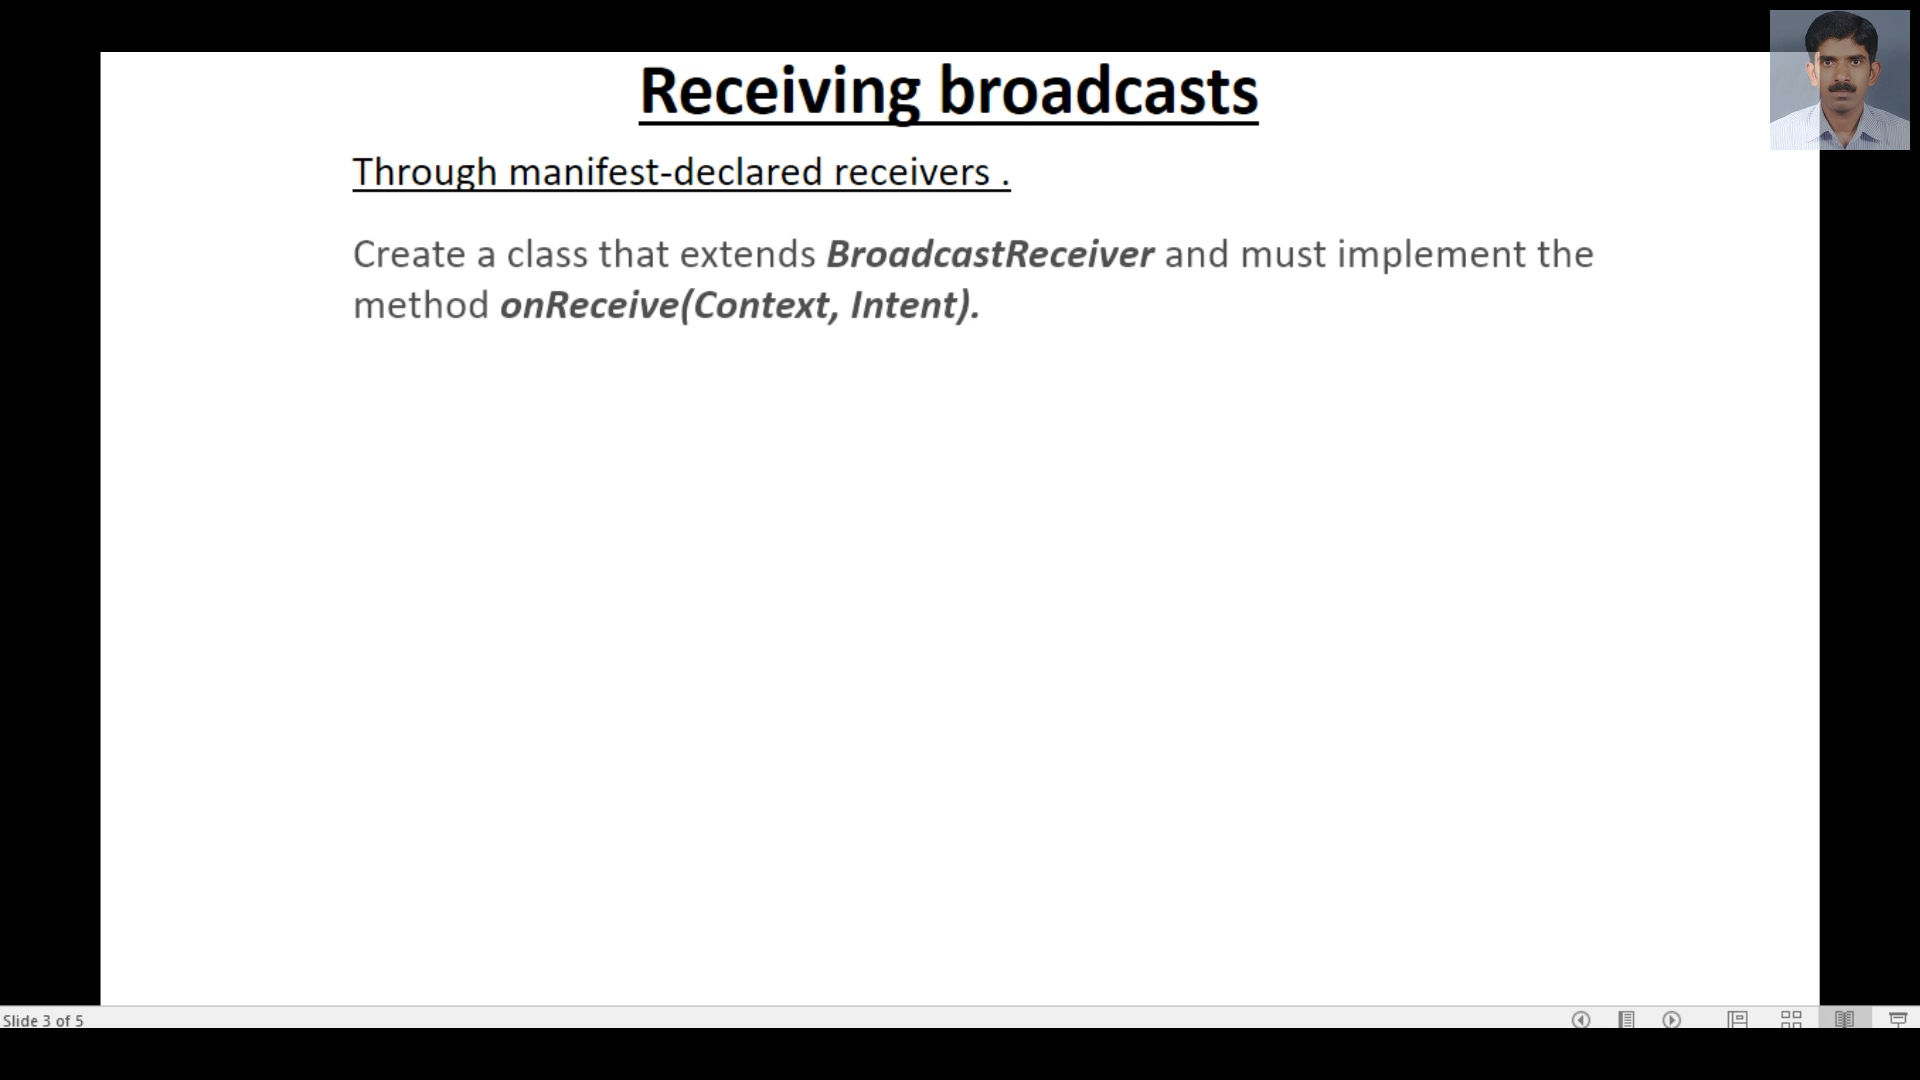 Receiving broadcasts
Through manifest-declared receivers .
Create a class that extends BroadcastReceiver and must implement the
method onReceive(Context, Intent).
Slide 3 of 5